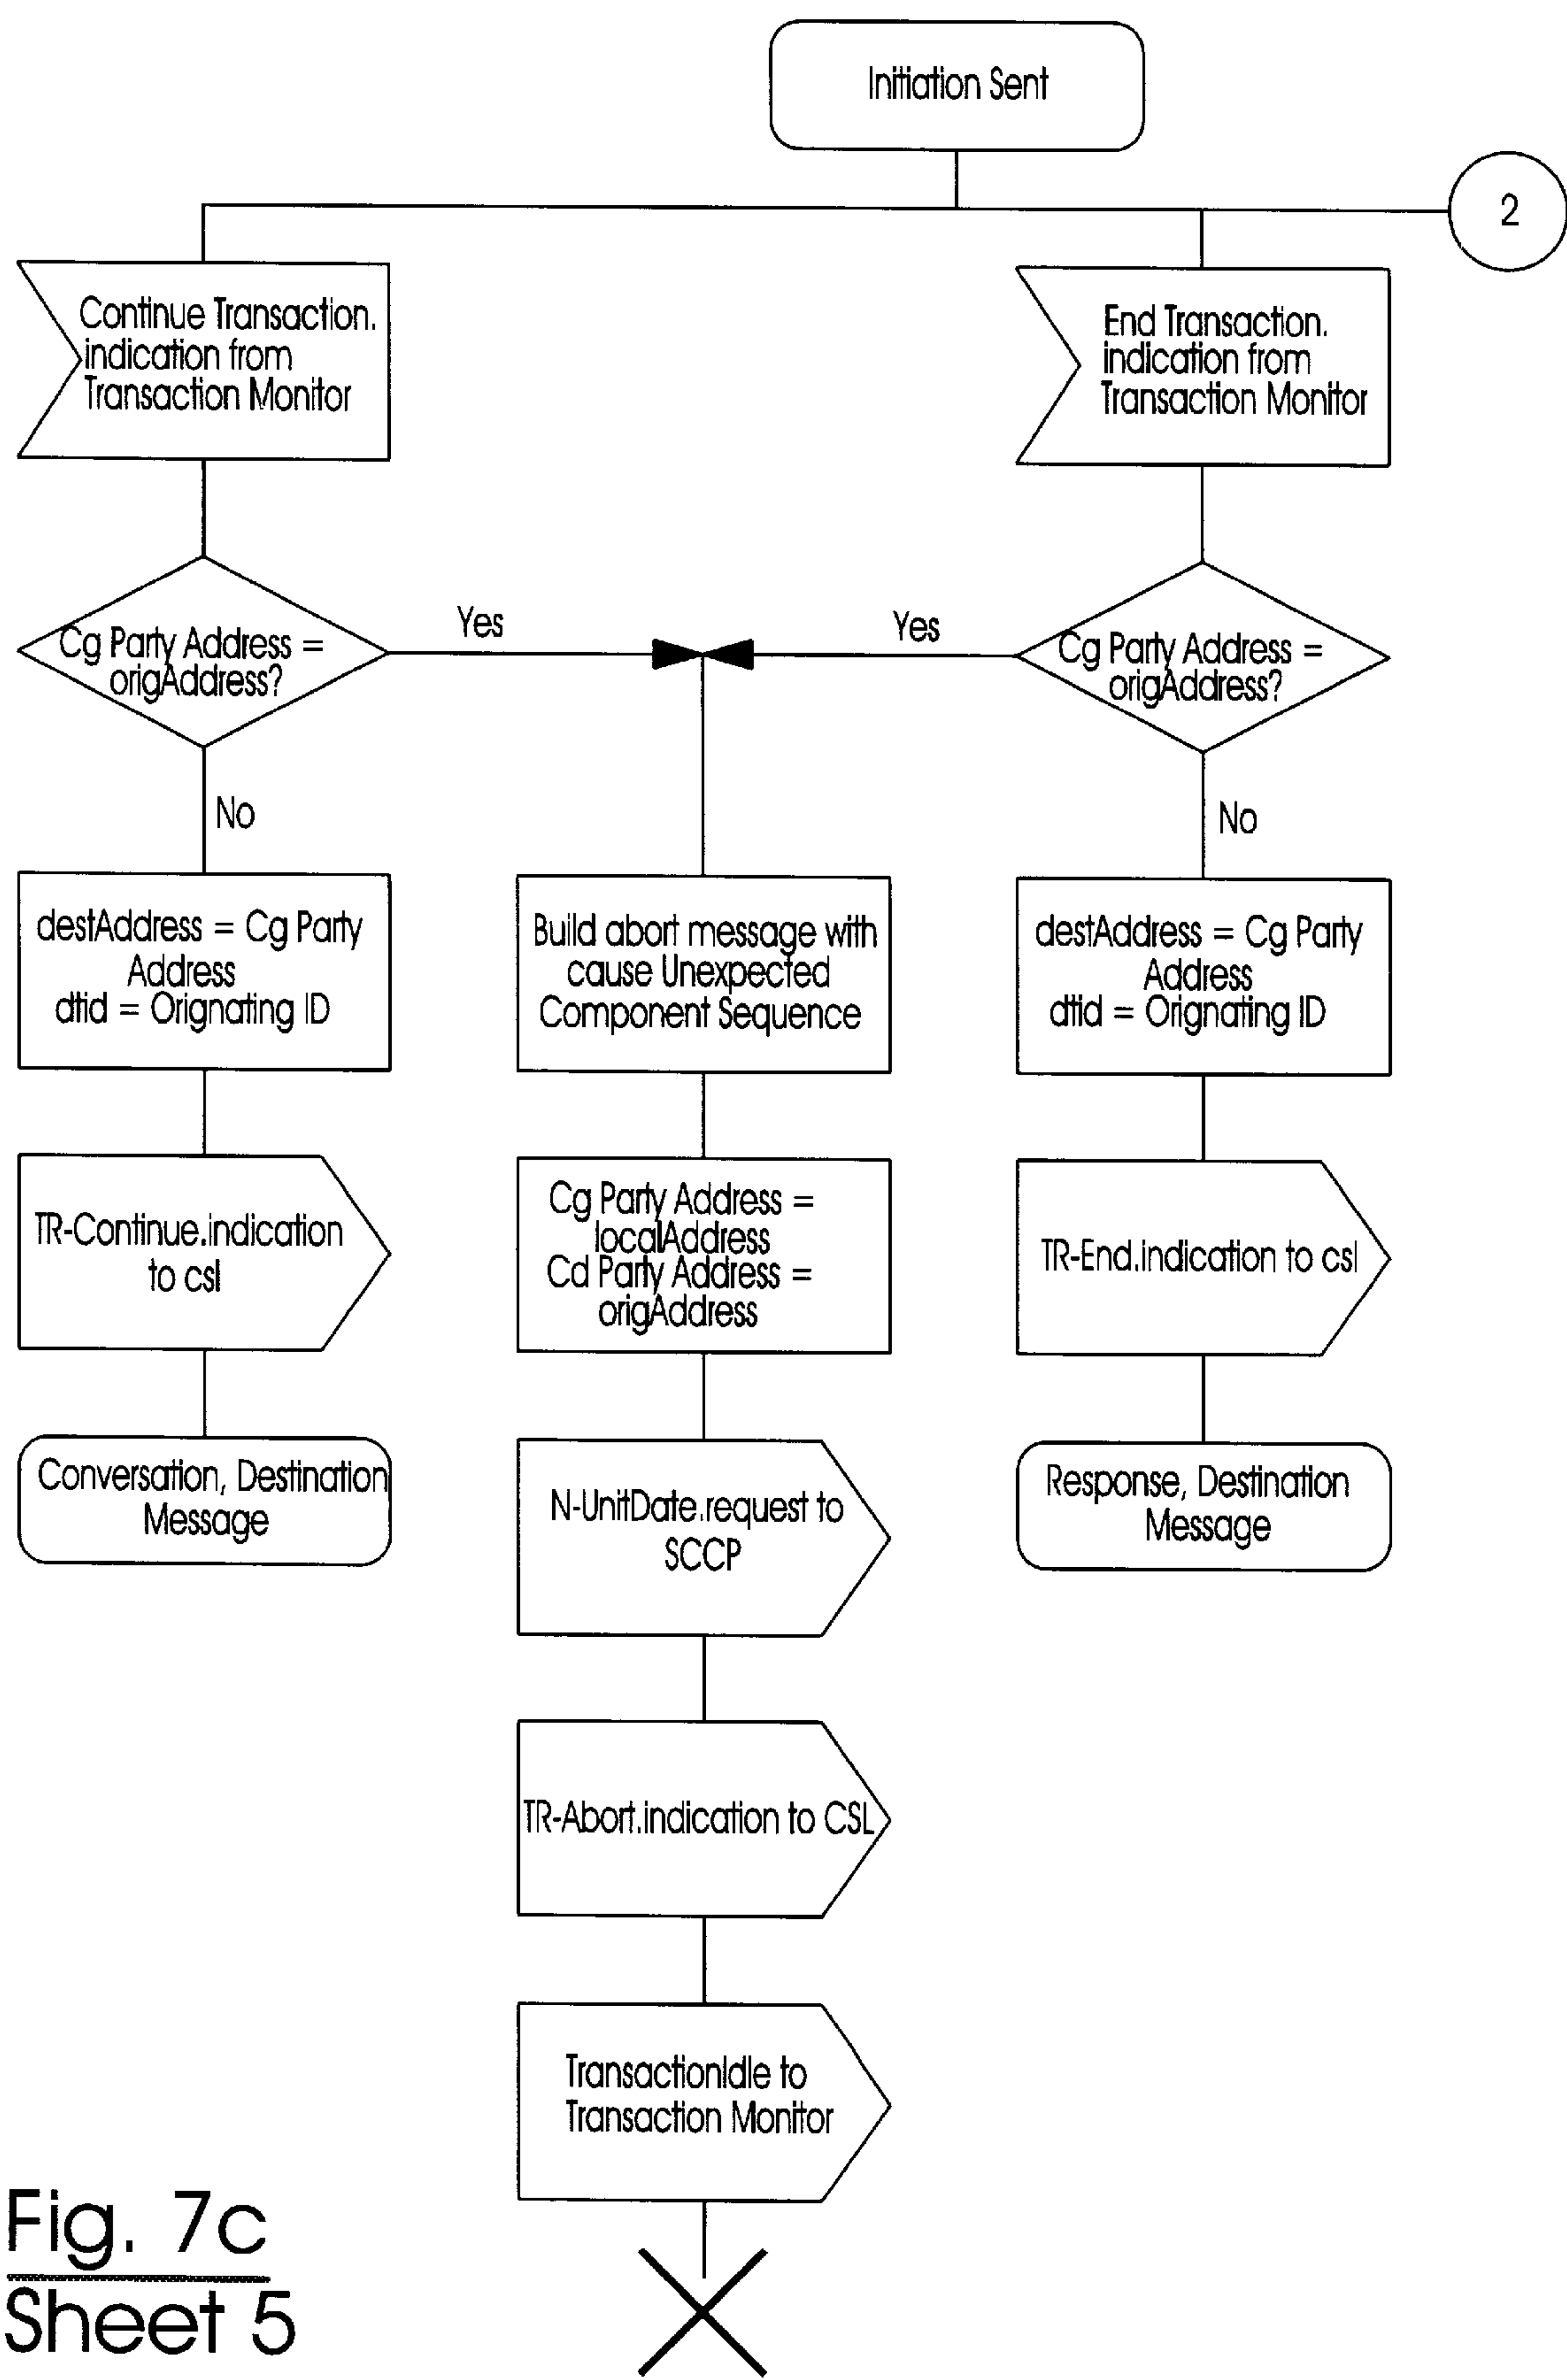 Initiation Sent
2
Continue Transaction.
indication from
Transaction Monitor
End Transaction.
indication from
Transaction Monitor
Cg Party Address =
origAddress?
Yes
Yes
Cg Party Address =
origAddress?
No
No
destAddress = Cg Party
Address
dtid = Orignating ID
Build abort message with
cause Unexpected
Component Sequence
destAddress = Cg Party
Address
dtid = Orignating ID
TR-Continue.indication
to csl
Cg Party Address =
localAddress
Cd Party Address =
origAddress
TR-End.indication to csl
Conversation, Destination
Message
N-UnitDate.request to
SCCP
Response, Destination
Message
TR-Abort.indication to CSL
TransactionIdle to
Transaction Monitor
Fig. 7c
Sheet 5